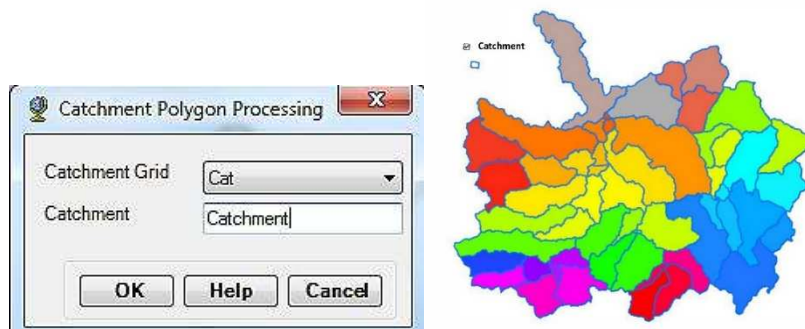 Catchment Polygon Processing
Catchment Grid
Cat
Catchment
Catchment
OK
Help
Cancel
Catchment